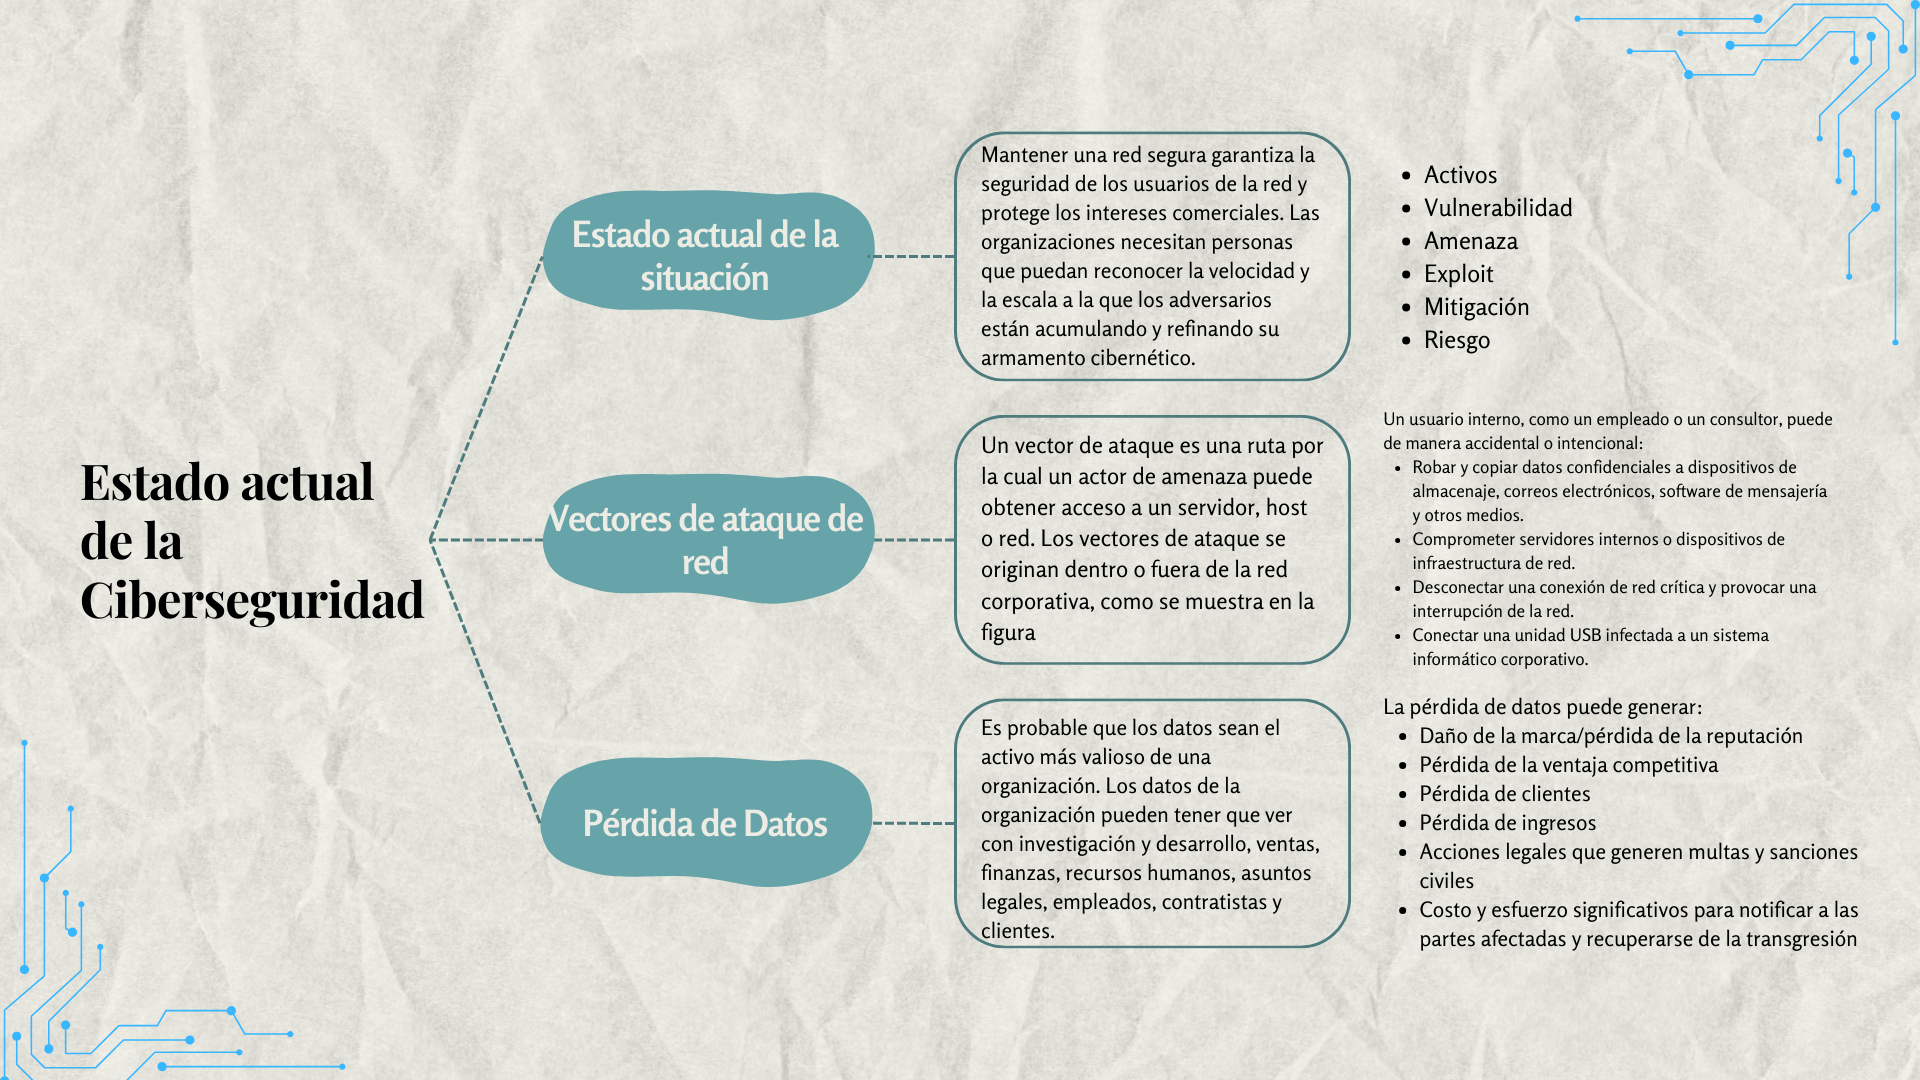 Estado actual
de la
Ciberseguridad
Estado actual de la
situación
Mantener una red segura garantiza la
seguridad de los usuarios de la red y
protege los intereses comerciales. Las
organizaciones necesitan personas
que puedan reconocer la velocidad y
la escala a la que los adversarios
están acumulando y refinando su
armamento cibernético.
• Activos
• Vulnerabilidad
• Amenaza
• Exploit
• Mitigación
• Riesgo
Vectores de ataque de
red
Un vector de ataque es una ruta por
la cual un actor de amenaza puede
obtener acceso a un servidor, host
o red. Los vectores de ataque se
originan dentro o fuera de la red
corporativa, como se muestra en la
figura
Un usuario interno, como un empleado o un consultor, puede
de manera accidental o intencional:
• Robar y copiar datos confidenciales a dispositivos de
almacenaje, correos electrónicos, software de mensajería
y otros medios.
• Comprometer servidores internos o dispositivos de
infraestructura de red.
• Desconectar una conexión de red crítica y provocar una
interrupción de la red.
• Conectar una unidad USB infectada a un sistema
informático corporativo.
Pérdida de Datos
Es probable que los datos sean el
activo más valioso de una
organización. Los datos de la
organización pueden tener que ver
con investigación y desarrollo, ventas,
finanzas, recursos humanos, asuntos
legales, empleados, contratistas y
clientes.
La pérdida de datos puede generar:
• Daño de la marca/pérdida de la reputación
• Pérdida de la ventaja competitiva
• Pérdida de clientes
• Pérdida de ingresos
• Acciones legales que generen multas y sanciones
civiles
• Costo y esfuerzo significativos para notificar a las
partes afectadas y recuperarse de la transgresión